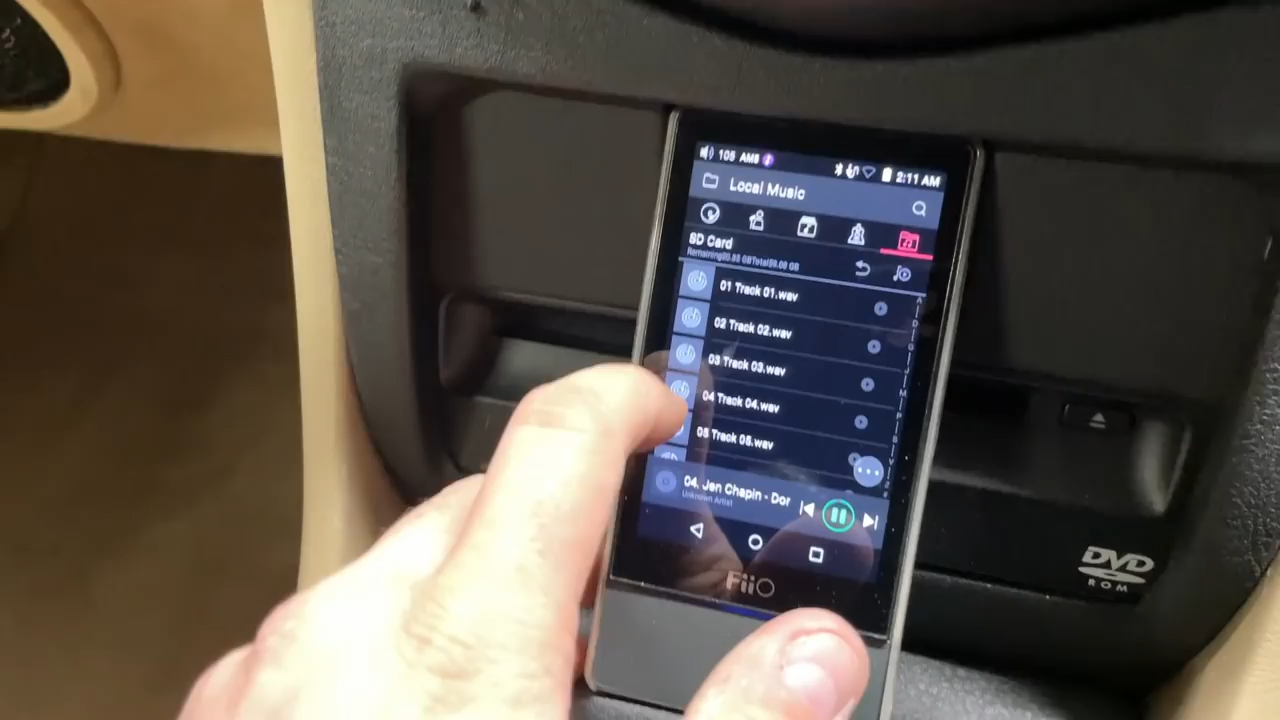 105 AM8
2:11 AM
Local Music
SD Card
01 Track 01.wav
02 Track 02.wav
03 Track 03.wav
04 Track 04.wav
05 Track 05.wav
04. Jen Chapin - Dor
Unknown Artist
FiiO
DVD
ROM